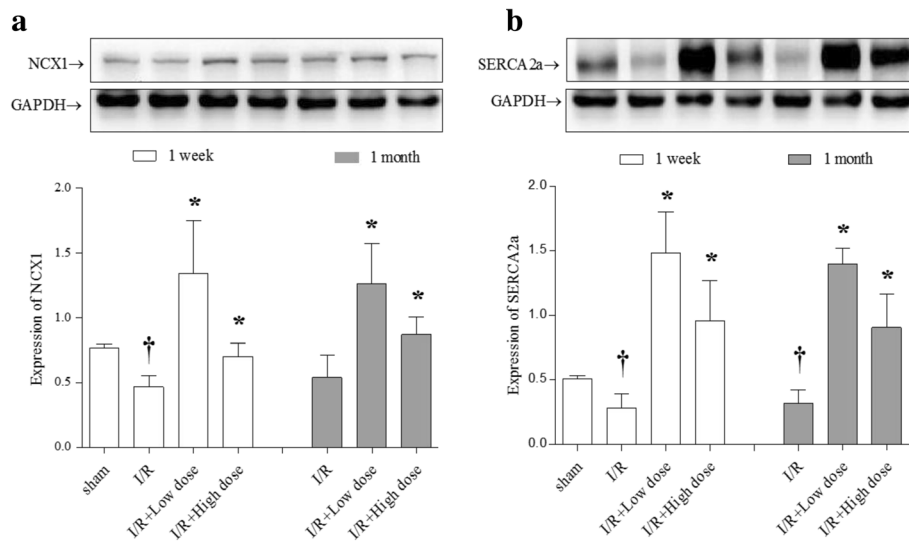 a
NCX1→
GAPDH→
1 week
1 month
Expression of NCX1
2.0
1.5
1.0
0.5
0.0
*
*
*
*
†
sham
I/R
I/R+Low dose
I/R+High dose
I/R
I/R+Low dose
I/R+High dose
b
SERCA2a→
GAPDH→
1 week
1 month
Expression of SERCA2a
2.0
1.5
1.0
0.5
0.0
*
*
*
*
†
†
sham
I/R
I/R+Low dose
I/R+High dose
I/R
I/R+Low dose
I/R+High dose